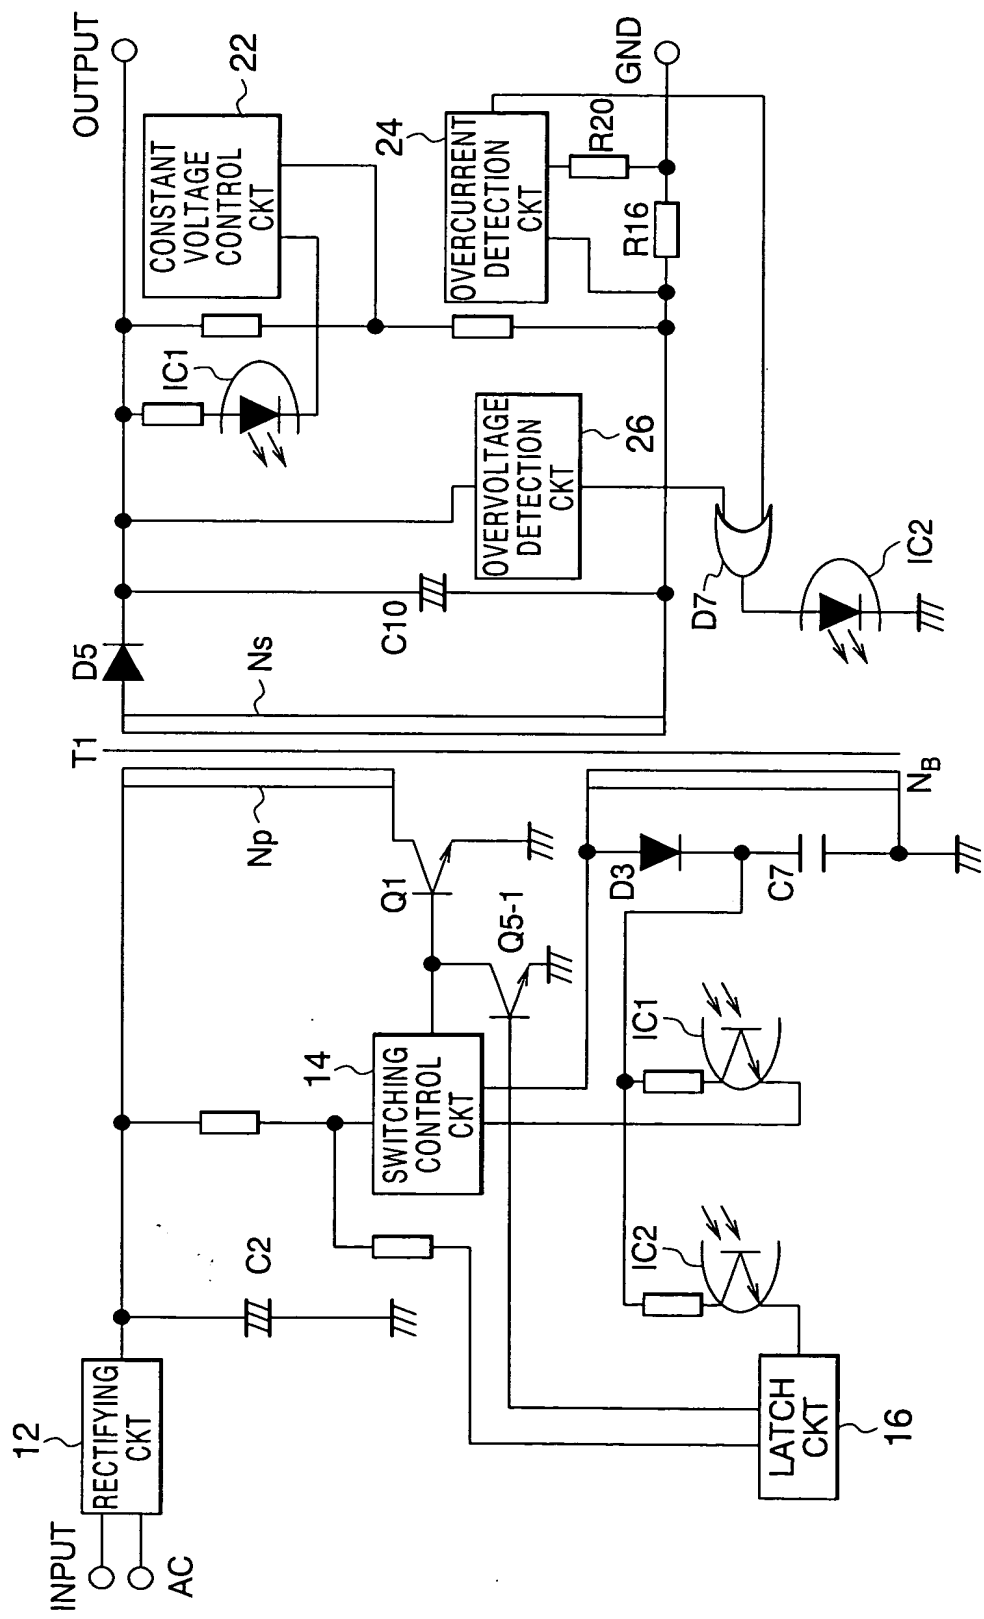 INPUT
AC
12
RECTIFYING
CKT
C2
14
SWITCHING
CONTROL
CKT
LATCH
CKT
16
IC2
IC1
Q1
Q5-1
Np
T1
D3
C7
NB
D5
Ns
C10
OVERVOLTAGE
DETECTION
CKT
26
IC1
CONSTANT
VOLTAGE
CONTROL
CKT
22
OVERCURRENT
DETECTION
CKT
24
R20
R16
D7
IC2
OUTPUT
GND